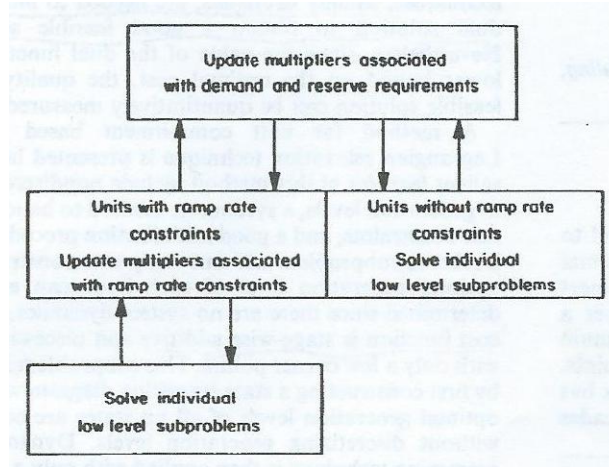 Update multipliers associated
with demand and reserve requirements
Units with ramp rate
constraints
Update multipliers associated
with ramp rate constraints
Units without ramp rate
constraints
Solve individual
low level subproblems
Solve individual
low level subproblems